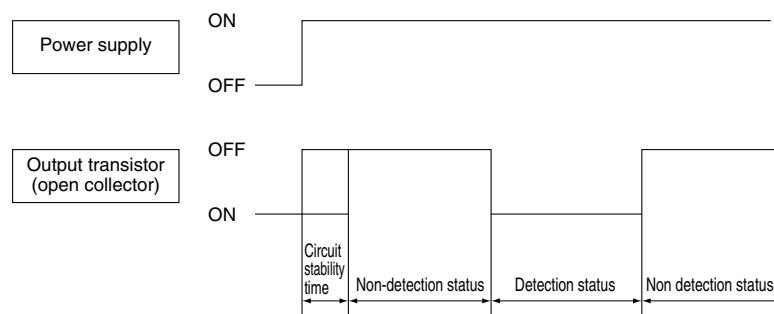 ON
Power supply
OFF
OFF
Output transistor
(open collector)
ON
Circuit
stability
time
Non-detection status
Detection status
Non detection status